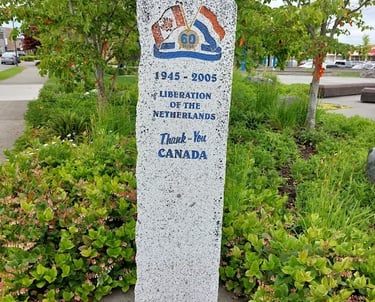 60
1945 - 2005
LIBERATION
OF THE
NETHERLANDS
Thank-You
CANADA